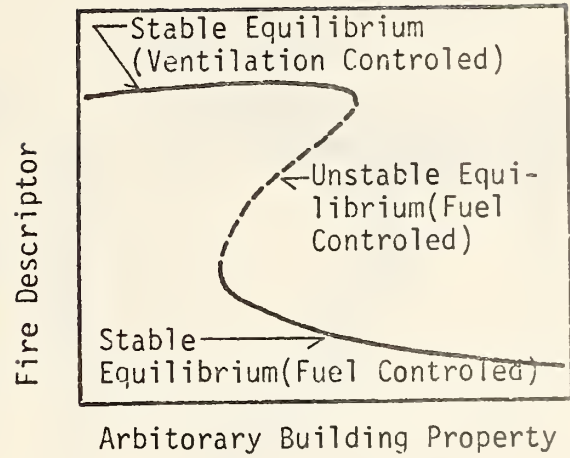 Stable Equilibrium
(Ventilation Controled)
Unstable Equi-
librium(Fuel
Controled)
Stable
Equilibrium(Fuel Controled)
Fire Descriptor
Arbitorary Building Property